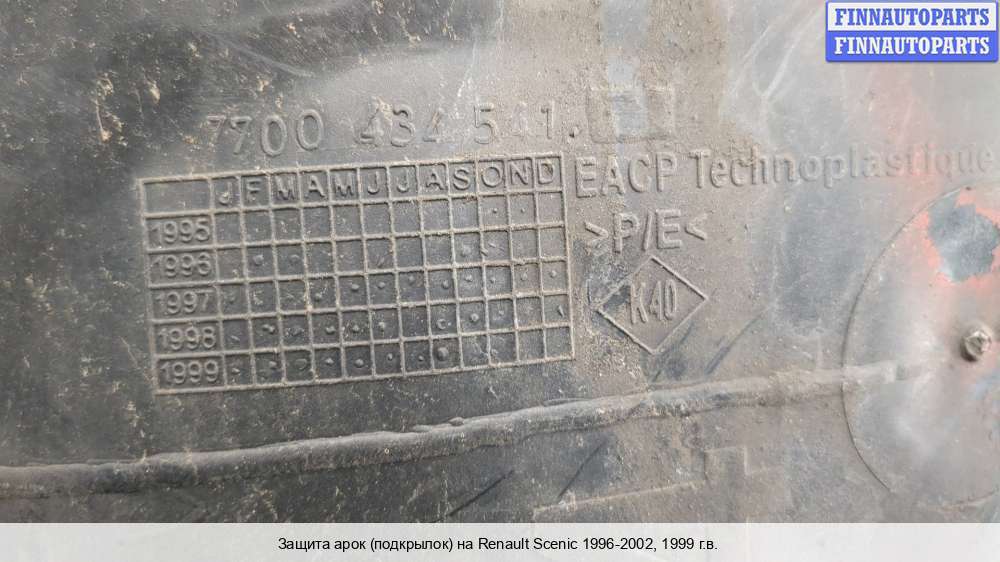 FINNAUTOPARTS
FINNAUTOPARTS
7700 434 541.
J F M A M J J A S O N D
1995
1996
1997
1998
1999
EACP Technoplastique
>P/E<
K40
Защита арок (подкрылок) на Renault Scenic 1996-2002, 1999 г.в.